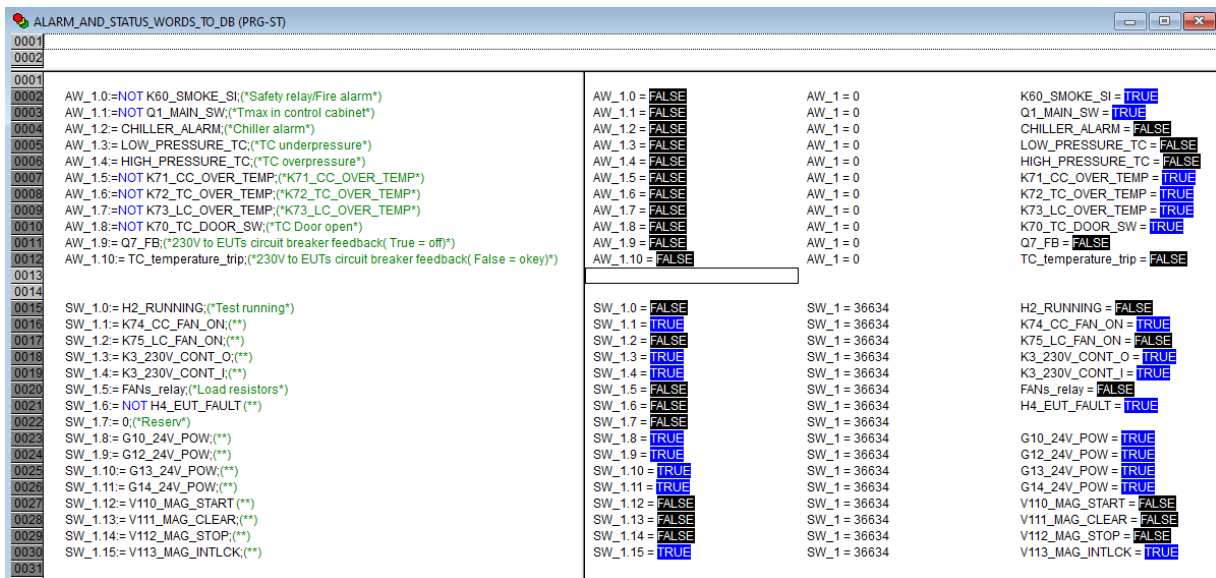 ALARM_AND_STATUS_WORDS_TO_DB (PRG-ST)
0001
0002
0001
0002 AW_1.0:=NOT K60_SMOKE_SI;(*Safety relay/Fire alarm*) AW_1.0 = FALSE AW_1 = 0 K60_SMOKE_SI = TRUE
0003 AW_1.1:=NOT Q1_MAIN_SW;(*Tmax in control cabinet*) AW_1.1 = FALSE AW_1 = 0 Q1_MAIN_SW = TRUE
0004 AW_1.2:= CHILLER_ALARM;(*Chiller alarm*) AW_1.2 = FALSE AW_1 = 0 CHILLER_ALARM = FALSE
0005 AW_1.3:= LOW_PRESSURE_TC;(*TC underpressure*) AW_1.3 = FALSE AW_1 = 0 LOW_PRESSURE_TC = FALSE
0006 AW_1.4:= HIGH_PRESSURE_TC;(*TC overpressure*) AW_1.4 = FALSE AW_1 = 0 HIGH_PRESSURE_TC = FALSE
0007 AW_1.5:=NOT K71_CC_OVER_TEMP;(*K71_CC_OVER_TEMP*) AW_1.5 = FALSE AW_1 = 0 K71_CC_OVER_TEMP = TRUE
0008 AW_1.6:=NOT K72_TC_OVER_TEMP;(*K72_TC_OVER_TEMP*) AW_1.6 = FALSE AW_1 = 0 K72_TC_OVER_TEMP = TRUE
0009 AW_1.7:=NOT K73_LC_OVER_TEMP;(*K73_LC_OVER_TEMP*) AW_1.7 = FALSE AW_1 = 0 K73_LC_OVER_TEMP = TRUE
0010 AW_1.8:=NOT K70_TC_DOOR_SW;(*TC Door open*) AW_1.8 = FALSE AW_1 = 0 K70_TC_DOOR_SW = TRUE
0011 AW_1.9:= Q7_FB;(*230V to EUTs circuit breaker feedback( True = off)*) AW_1.9 = FALSE AW_1 = 0 Q7_FB = FALSE
0012 AW_1.10:= TC_temperature_trip;(*230V to EUTs circuit breaker feedback( False = okey)*) AW_1.10 = FALSE AW_1 = 0 TC_temperature_trip = FALSE
0013
0014
0015 SW_1.0:= H2_RUNNING;(*Test running*) SW_1.0 = FALSE SW_1 = 36634 H2_RUNNING = FALSE
0016 SW_1.1:= K74_CC_FAN_ON;(**) SW_1.1 = TRUE SW_1 = 36634 K74_CC_FAN_ON = TRUE
0017 SW_1.2:= K75_LC_FAN_ON;(**) SW_1.2 = FALSE SW_1 = 36634 K75_LC_FAN_ON = FALSE
0018 SW_1.3:= K3_230V_CONT_O;(**) SW_1.3 = TRUE SW_1 = 36634 K3_230V_CONT_O = TRUE
0019 SW_1.4:= K3_230V_CONT_I;(**) SW_1.4 = TRUE SW_1 = 36634 K3_230V_CONT_I = TRUE
0020 SW_1.5:= FANs_relay;(*Load resistors*) SW_1.5 = FALSE SW_1 = 36634 FANs_relay = FALSE
0021 SW_1.6:= NOT H4_EUT_FAULT (**) SW_1.6 = FALSE SW_1 = 36634 H4_EUT_FAULT = TRUE
0022 SW_1.7:= 0;(*Reserv*) SW_1.7 = FALSE SW_1 = 36634
0023 SW_1.8:= G10_24V_POW;(**) SW_1.8 = TRUE SW_1 = 36634 G10_24V_POW = TRUE
0024 SW_1.9:= G12_24V_POW;(**) SW_1.9 = TRUE SW_1 = 36634 G12_24V_POW = TRUE
0025 SW_1.10:= G13_24V_POW;(**) SW_1.10 = TRUE SW_1 = 36634 G13_24V_POW = TRUE
0026 SW_1.11:= G14_24V_POW;(**) SW_1.11 = TRUE SW_1 = 36634 G14_24V_POW = TRUE
0027 SW_1.12:= V110_MAG_START (**) SW_1.12 = FALSE SW_1 = 36634 V110_MAG_START = FALSE
0028 SW_1.13:= V111_MAG_CLEAR;(**) SW_1.13 = FALSE SW_1 = 36634 V111_MAG_CLEAR = FALSE
0029 SW_1.14:= V112_MAG_STOP;(**) SW_1.14 = FALSE SW_1 = 36634 V112_MAG_STOP = FALSE
0030 SW_1.15:= V113_MAG_INTLCK;(**) SW_1.15 = TRUE SW_1 = 36634 V113_MAG_INTLCK = TRUE
0031